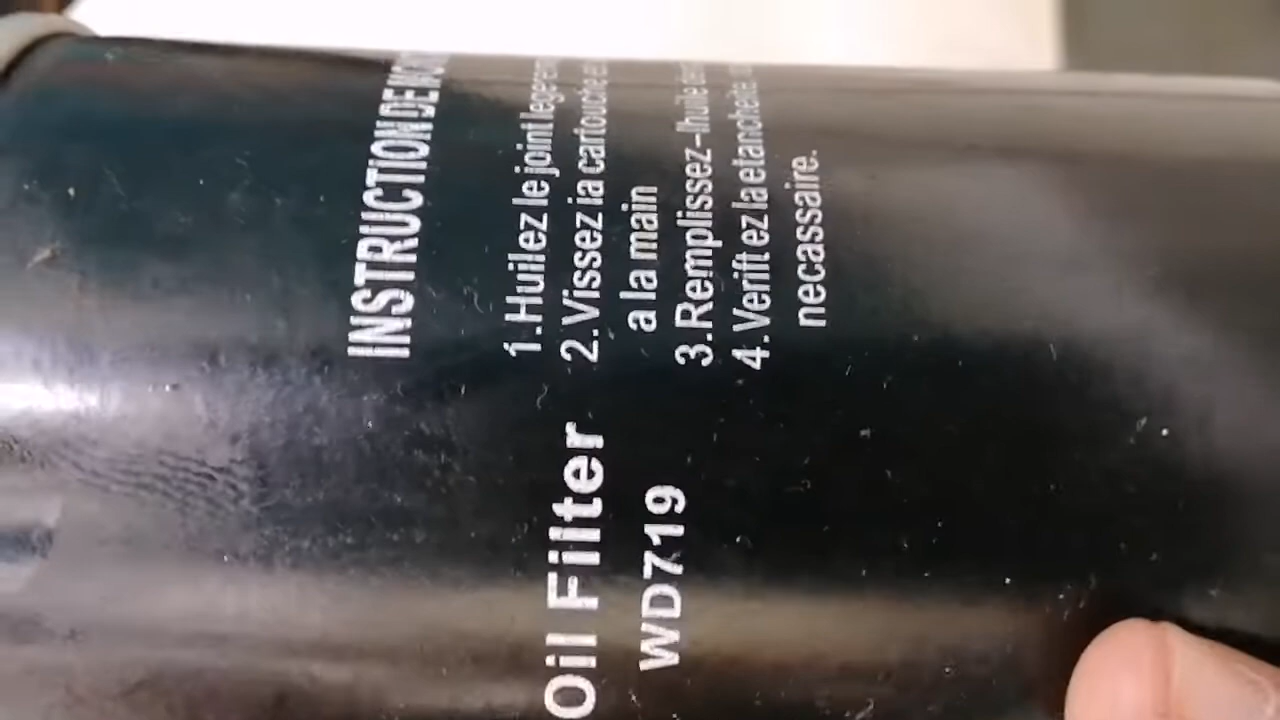 INSTRUCTION DE
1.Huilez le joint
2.Vissez ia cartouche
a la main
3.Remplissez-lhuile
4.Verift ez la etancheite
necassaire.
Oil Filter
WD719